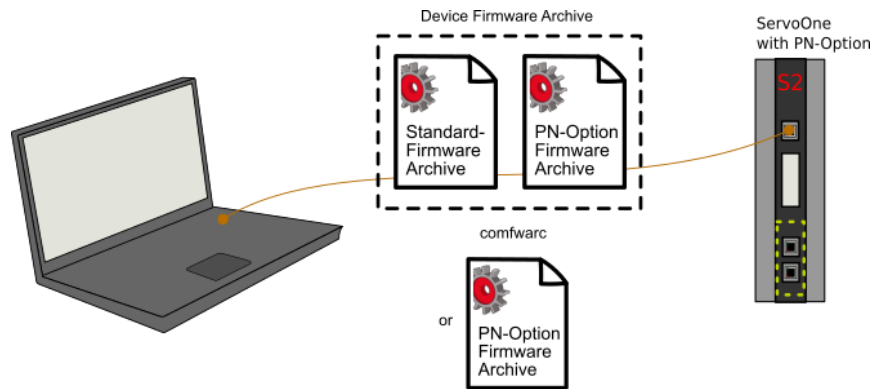 Device Firmware Archive
ServoOne
with PN-Option
S2
Standard-
Firmware
Archive
PN-Option
Firmware
Archive
comfwarc
or
PN-Option
Firmware
Archive